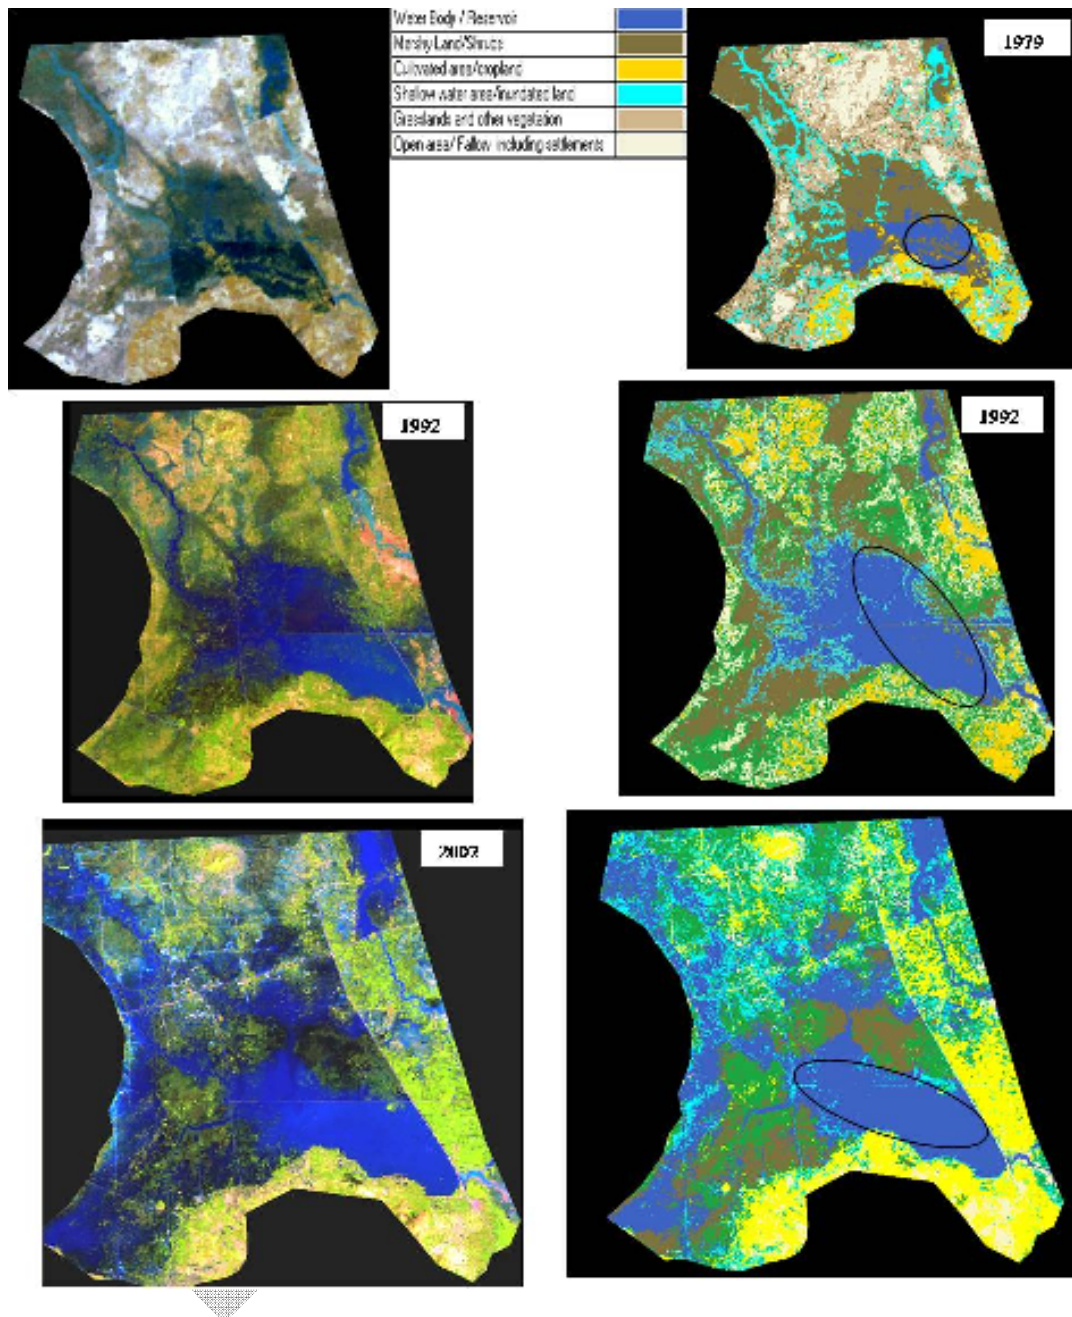 Water Body / Reservoir
Marshy Land/Shrubs
Cultivated area/cropland
Shallow water area/inundated land
Grasslands and other vegetation
Open area/ Fallow including settlements
1979
1992
1992
2002